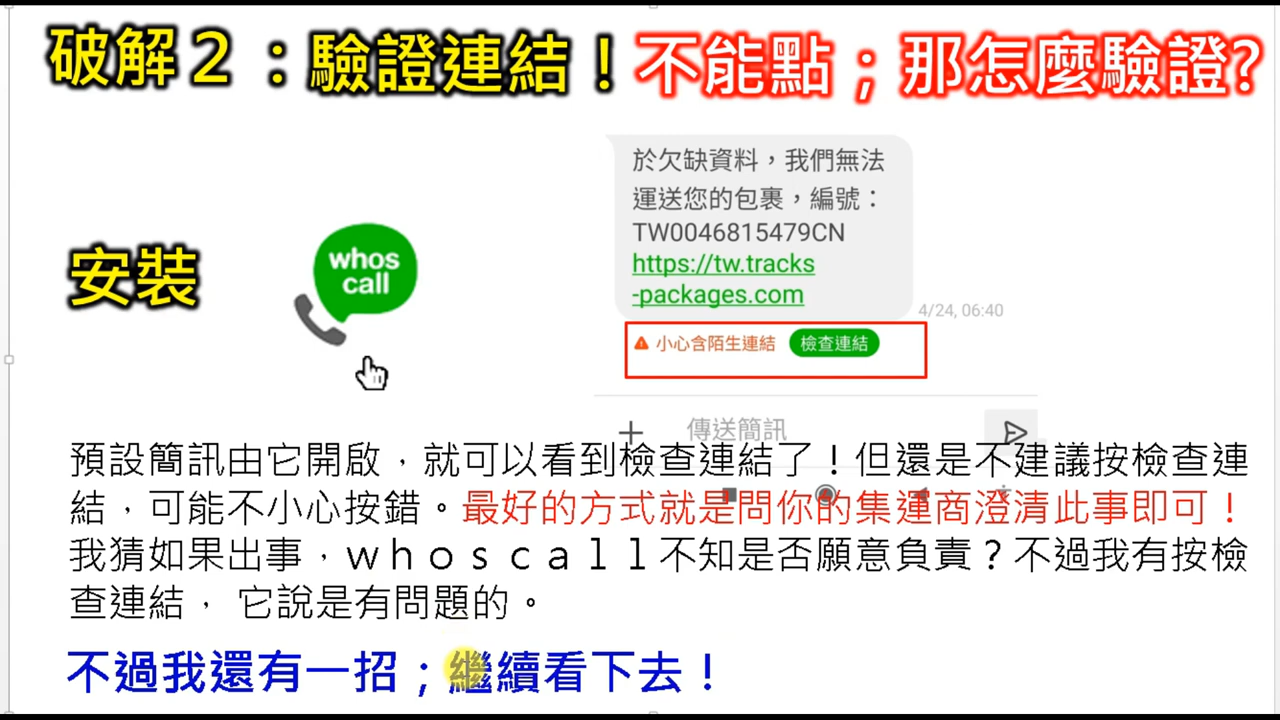 破解２：驗證連結！不能點；那怎麼驗證?
於欠缺資料，我們無法
運送您的包裹，編號：
TW0046815479CN
https://tw.tracks
-packages.com
4/24, 06:40
小心含陌生連結
檢查連結
安裝
whos
call
傳送簡訊
預設簡訊由它開啟，就可以看到檢查連結了！但還是不建議按檢查連
結，可能不小心按錯。最好的方式就是問你的集運商澄清此事即可！
我猜如果出事，ｗｈｏｓｃａｌｌ不知是否願意負責？不過我有按檢
查連結， 它說是有問題的。
不過我還有一招；繼續看下去！